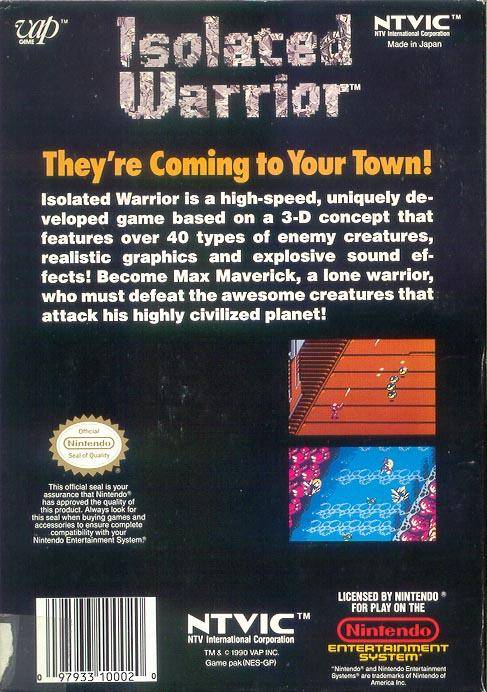 vap
GAME
NTVIC™
NTV International Corporation
Made in Japan
Isolated
Warrior™
They're Coming to Your Town!
Isolated Warrior is a high-speed, uniquely de-
veloped game based on a 3-D concept that
features over 40 types of enemy creatures,
realistic graphics and explosive sound ef-
fects! Become Max Maverick, a lone warrior,
who must defeat the awesome creatures that
attack his highly civilized planet!
Official
Nintendo
Seal of Quality
This official seal is your
assurance that Nintendo®
has approved the quality of
this product. Always look for
this seal when buying games and
accessories to ensure complete
compatibility with your
Nintendo Entertainment System®
0 97933 10002 0
NTVIC™
NTV International Corporation
TM & © 1990 VAP INC.
Game pak(NES-GP)
LICENSED BY NINTENDO®
FOR PLAY ON THE
Nintendo
ENTERTAINMENT
SYSTEM™
"Nintendo" and Nintendo Entertainment
Systems® are trademarks of Nintendo of
America Inc.